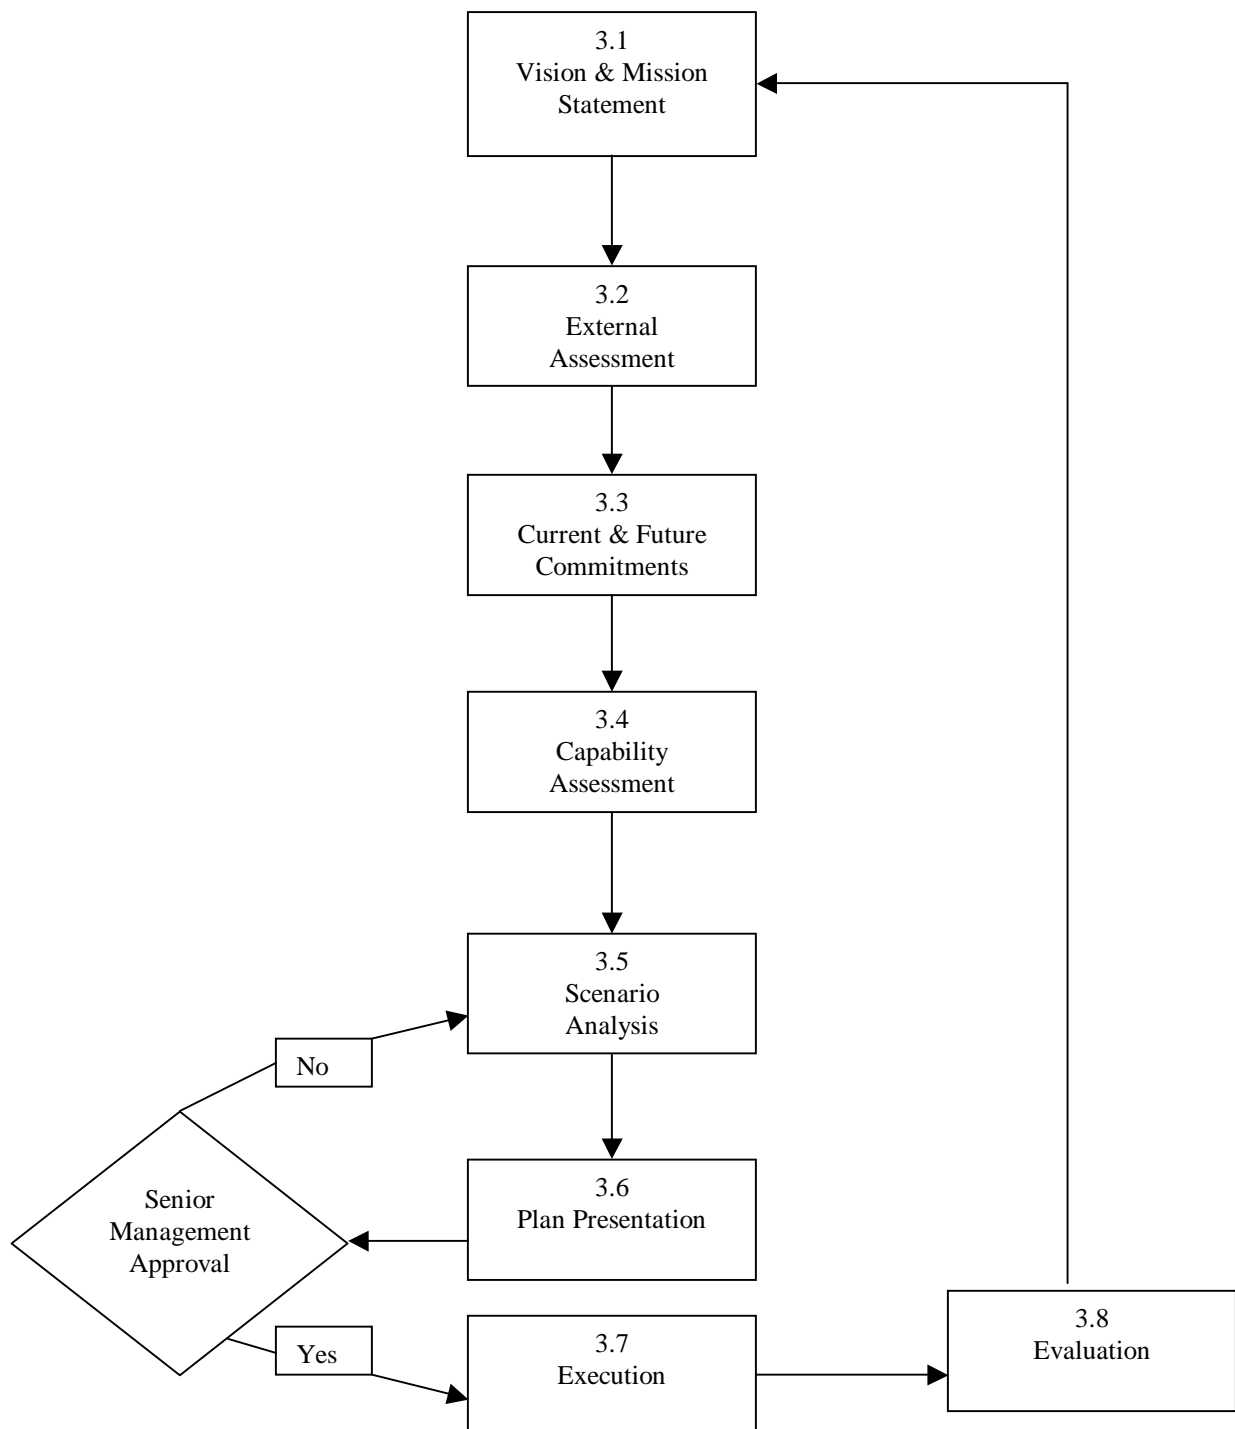 3.1
Vision & Mission
Statement
3.2
External
Assessment
3.3
Current & Future
Commitments
3.4
Capability
Assessment
3.5
Scenario
Analysis
No
3.6
Plan Presentation
Senior
Management
Approval
Yes
3.7
Execution
3.8
Evaluation